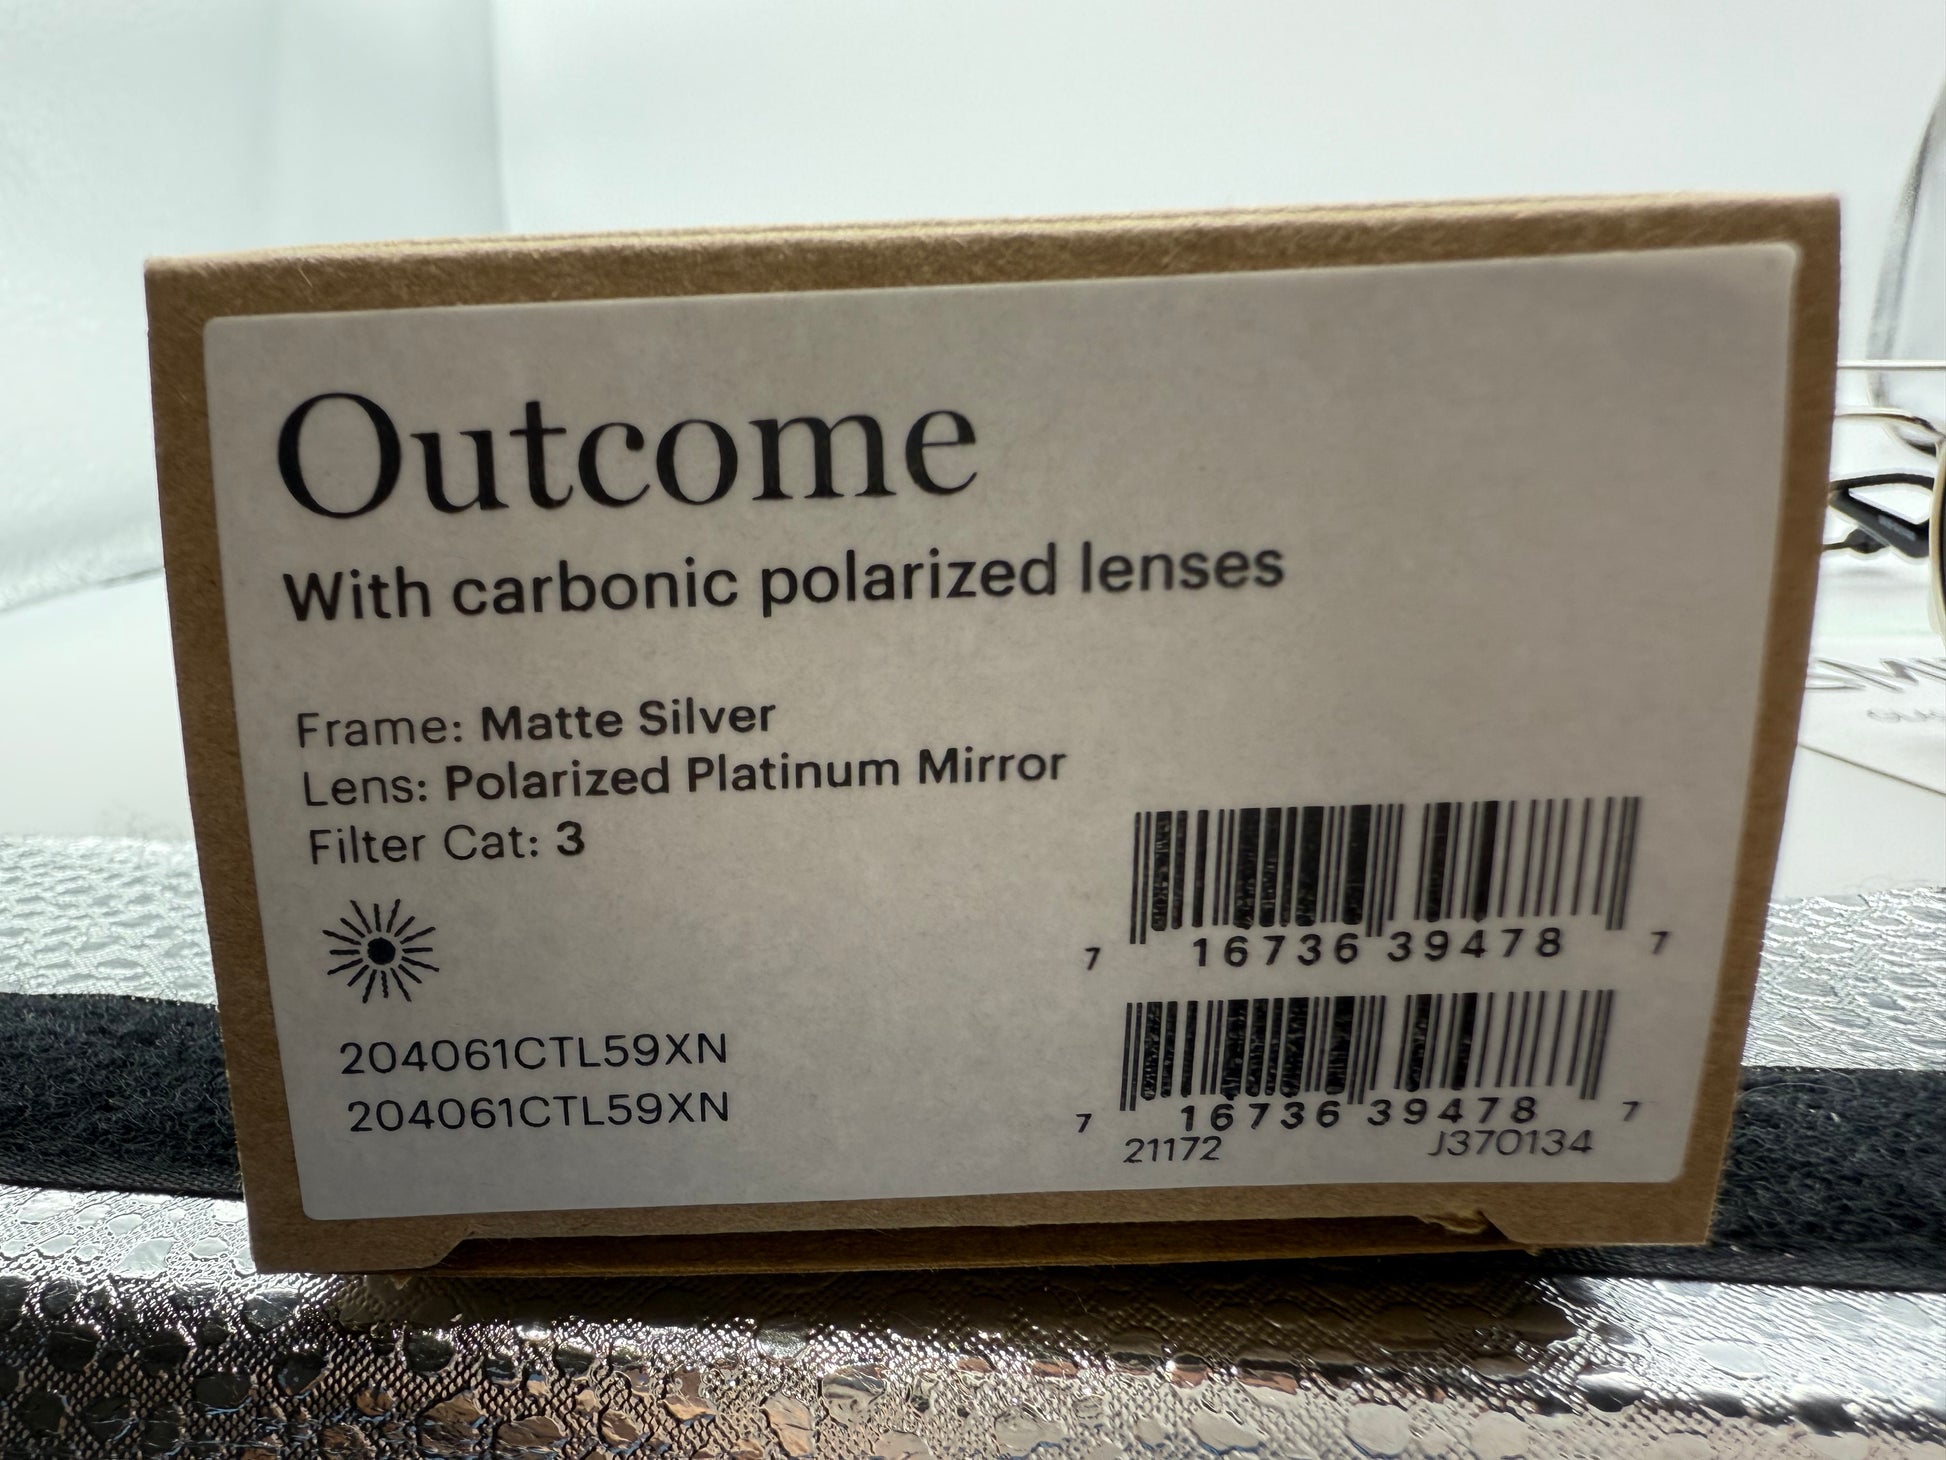 Outcome
With carbonic polarized lenses
Frame: Matte Silver
Lens: Polarized Platinum Mirror
Filter Cat: 3
7 16736 39478 7
204061CTL59XN
204061CTL59XN
7 16736 39478 7
21172 J370134